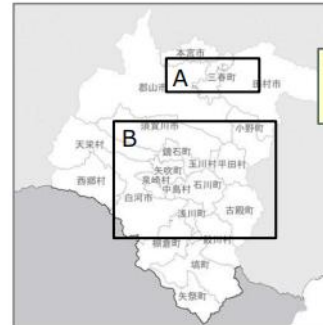 本宮市
A
三春町
郡山市
田村市
須賀川市
小野町
B
天栄村
鏡石町
玉川村
平田村
矢吹町
西郷村
泉崎村
中島村
石川町
白河市
古殿町
浅川町
棚倉町
鮫川村
塙町
矢祭町